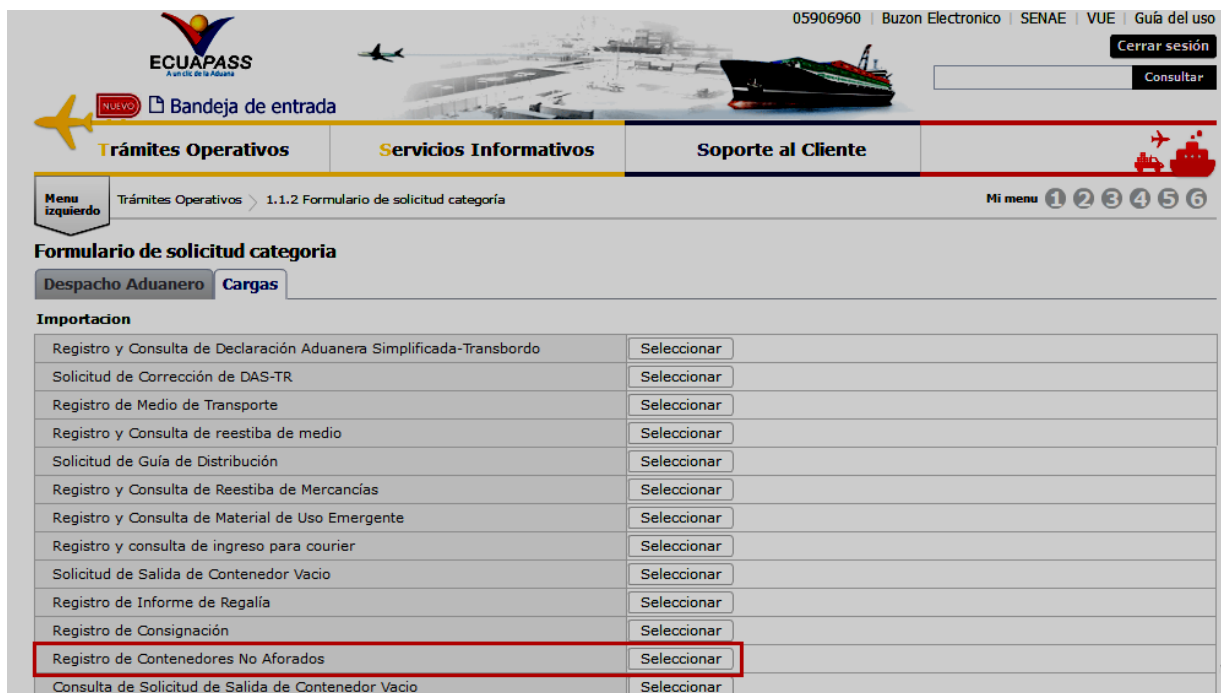 05906960 | Buzon Electronico | SENAE | VUE | Guía del uso
ECUAPASS
A un clic de la Aduana
Cerrar sesión
Consultar
NUEVO Bandeja de entrada
Trámites Operativos Servicios Informativos Soporte al Cliente
Menu izquierdo
Trámites Operativos > 1.1.2 Formulario de solicitud categoría
Mi menu 1 2 3 4 5 6
Formulario de solicitud categoria
Despacho Aduanero Cargas
Importacion
Registro y Consulta de Declaración Aduanera Simplificada-Transbordo Seleccionar
Solicitud de Corrección de DAS-TR Seleccionar
Registro de Medio de Transporte Seleccionar
Registro y Consulta de reestiba de medio Seleccionar
Solicitud de Guía de Distribución Seleccionar
Registro y Consulta de Reestiba de Mercancías Seleccionar
Registro y Consulta de Material de Uso Emergente Seleccionar
Registro y consulta de ingreso para courier Seleccionar
Solicitud de Salida de Contenedor Vacio Seleccionar
Registro de Informe de Regalía Seleccionar
Registro de Consignación Seleccionar
Registro de Contenedores No Aforados Seleccionar
Consulta de Solicitud de Salida de Contenedor Vacio Seleccionar